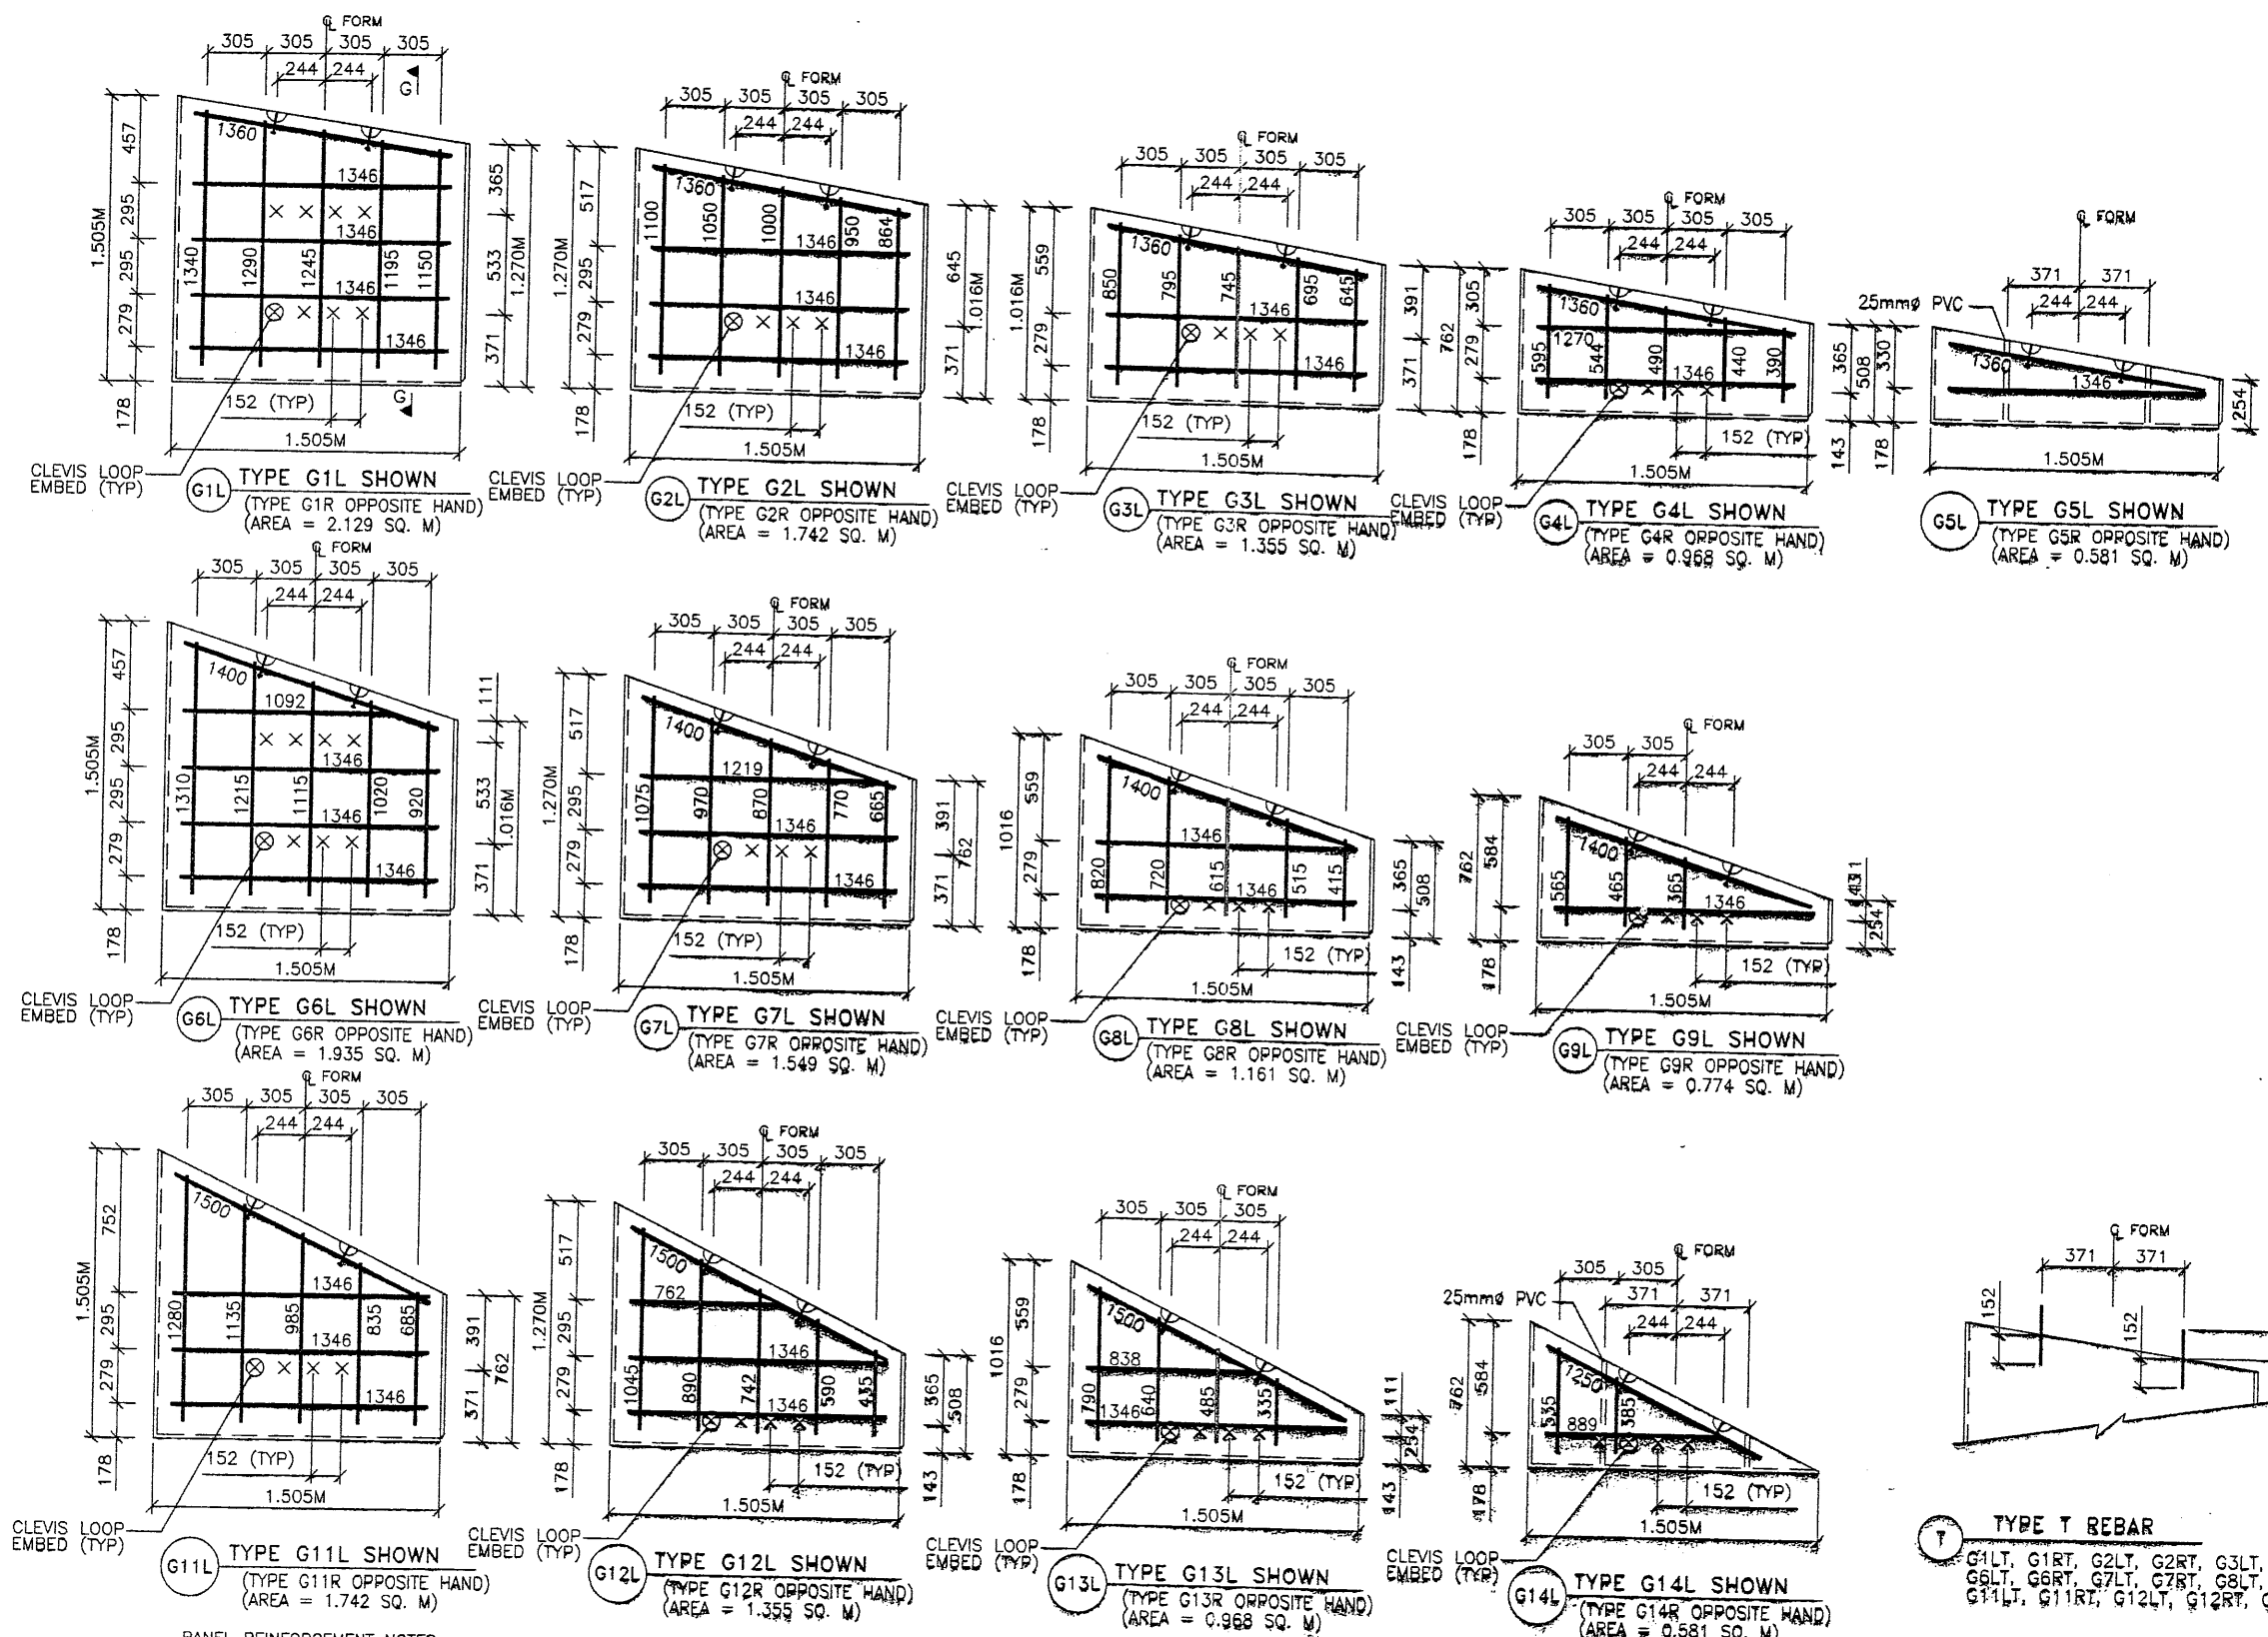 ℄ FORM
305 305 305 305
244 244
G
1.505M
457
295
295
279
178
1360
1346
1346
1346
1346
1340
1290
1245
1195
1150
365
533
371
1.270M
G
152 (TYP)
1.505M
CLEVIS LOOP
EMBED (TYP)
G1L
TYPE G1L SHOWN
(TYPE G1R OPPOSITE HAND)
(AREA = 2.129 SQ. M)
℄ FORM
305 305 305 305
244 244
1.270M
517
295
279
178
1360
1346
1346
1346
1100
1050
1000
950
864
645
371
1.016M
152 (TYP)
1.505M
CLEVIS LOOP
EMBED (TYP)
G2L
TYPE G2L SHOWN
(TYPE G2R OPPOSITE HAND)
(AREA = 1.742 SQ. M)
℄ FORM
305 305 305 305
244 244
1.016M
559
279
178
1360
1346
1346
850
795
745
695
645
391
371
762
152 (TYP)
1.505M
CLEVIS LOOP
EMBED (TYP)
G3L
TYPE G3L SHOWN
(TYPE G3R OPPOSITE HAND)
(AREA = 1.355 SQ. M)
℄ FORM
305 305 305 305
244 244
762
305
279
178
1360
1270
1346
595
544
490
440
390
365
508
143
152 (TYP)
1.505M
CLEVIS LOOP
EMBED (TYP)
G4L
TYPE G4L SHOWN
(TYPE G4R OPPOSITE HAND)
(AREA = 0.968 SQ. M)
℄ FORM
371 371
244 244
25mmø PVC
330
178
1360
1346
254
1.505M
G5L
TYPE G5L SHOWN
(TYPE G5R OPPOSITE HAND)
(AREA = 0.581 SQ. M)
℄ FORM
305 305 305 305
244 244
1.505M
457
295
295
279
178
1400
1092
1346
1346
1346
1310
1215
1115
1020
920
111
533
371
1.016M
152 (TYP)
1.505M
CLEVIS LOOP
EMBED (TYP)
G6L
TYPE G6L SHOWN
(TYPE G6R OPPOSITE HAND)
(AREA = 1.935 SQ. M)
℄ FORM
305 305 305 305
244 244
1.270M
517
295
279
178
1400
1219
1346
1346
1075
970
870
770
665
391
371
762
152 (TYP)
1.505M
CLEVIS LOOP
EMBED (TYP)
G7L
TYPE G7L SHOWN
(TYPE G7R OPPOSITE HAND)
(AREA = 1.549 SQ. M)
℄ FORM
305 305 305 305
244 244
1016
559
279
178
1400
1346
1346
820
720
615
515
415
365
508
143
152 (TYP)
1.505M
CLEVIS LOOP
EMBED (TYP)
G8L
TYPE G8L SHOWN
(TYPE G8R OPPOSITE HAND)
(AREA = 1.161 SQ. M)
℄ FORM
305 305
244 244
762
584
178
1400
1346
565
465
365
254
152 (TYP)
1.505M
CLEVIS LOOP
EMBED (TYP)
G9L
TYPE G9L SHOWN
(TYPE G9R OPPOSITE HAND)
(AREA = 0.774 SQ. M)
℄ FORM
305 305 305 305
244 244
1.505M
752
295
279
178
1500
1346
1346
1346
1280
1135
985
835
685
391
371
762
152 (TYP)
1.505M
CLEVIS LOOP
EMBED (TYP)
G11L
TYPE G11L SHOWN
(TYPE G11R OPPOSITE HAND)
(AREA = 1.742 SQ. M)
℄ FORM
305 305 305 305
244 244
1.270M
517
295
279
178
1500
762
1346
1346
1045
890
742
590
435
365
508
143
152 (TYP)
1.505M
CLEVIS LOOP
EMBED (TYP)
G12L
TYPE G12L SHOWN
(TYPE G12R OPPOSITE HAND)
(AREA = 1.355 SQ. M)
℄ FORM
305 305 305
244 244
1016
559
279
178
1500
838
1346
790
640
485
335
111
254
143
152 (TYP)
1.505M
CLEVIS LOOP
EMBED (TYP)
G13L
TYPE G13L SHOWN
(TYPE G13R OPPOSITE HAND)
(AREA = 0.968 SQ. M)
℄ FORM
305 305
371 371
244 244
25mmø PVC
762
584
178
1250
889
535
385
152 (TYP)
1.505M
CLEVIS LOOP
EMBED (TYP)
G14L
TYPE G14L SHOWN
(TYPE G14R OPPOSITE HAND)
(AREA = 0.581 SQ. M)
℄ FORM
371 371
152
152
T
TYPE T REBAR
G1LT, G1RT, G2LT, G2RT, G3LT,
G6LT, G6RT, G7LT, G7RT, G8LT,
G11LT, G11RT, G12LT, G12RT, G
PANEL REINFORCEMENT NOTES